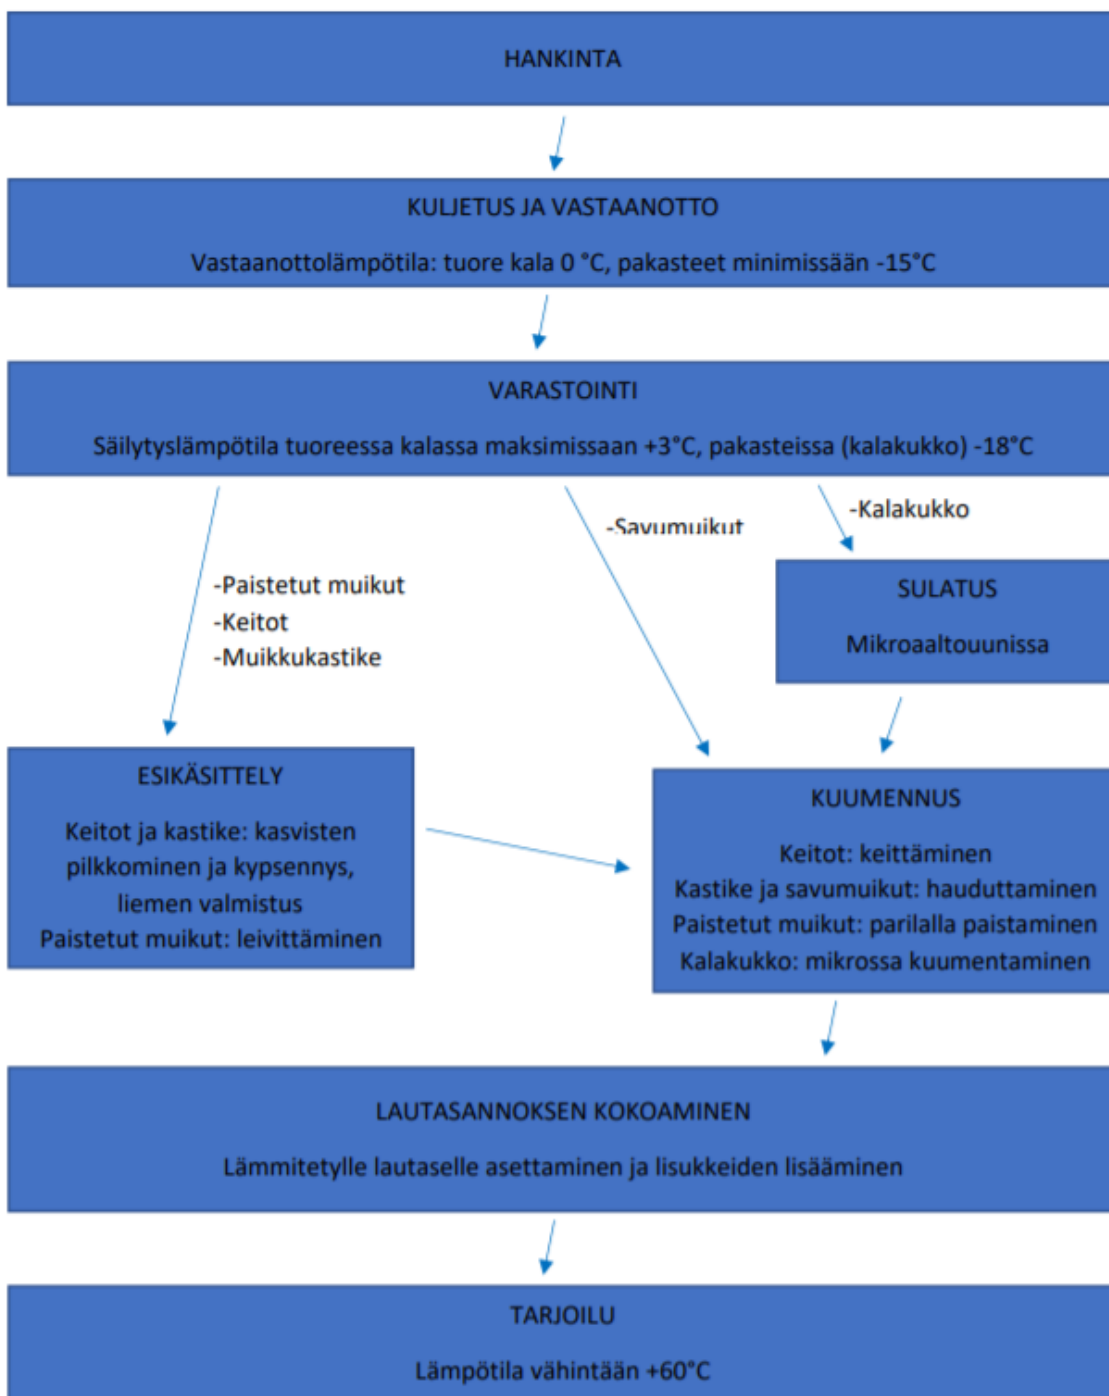 HANKINTA
KULJETUS JA VASTAANOTTO
Vastaanottolämpötila: tuore kala 0 °C, pakasteet minimissään -15°C
VARASTOINTI
Säilytyslämpötila tuoreessa kalassa maksimissaan +3°C, pakasteissa (kalakukko) -18°C
-Paistetut muikut
-Keitot
-Muikkukastike
-Savumuikut
-Kalakukko
SULATUS
Mikroaaltouunissa
ESIKÄSITTELY
Keitot ja kastike: kasvisten
pilkkominen ja kypsennys,
liemen valmistus
Paistetut muikut: leivittäminen
KUUMENNUS
Keitot: keittäminen
Kastike ja savumuikut: hauduttaminen
Paistetut muikut: parilalla paistaminen
Kalakukko: mikrossa kuumentaminen
LAUTASANNOKSEN KOKOAMINEN
Lämmitetylle lautaselle asettaminen ja lisukkeiden lisääminen
TARJOILU
Lämpötila vähintään +60°C